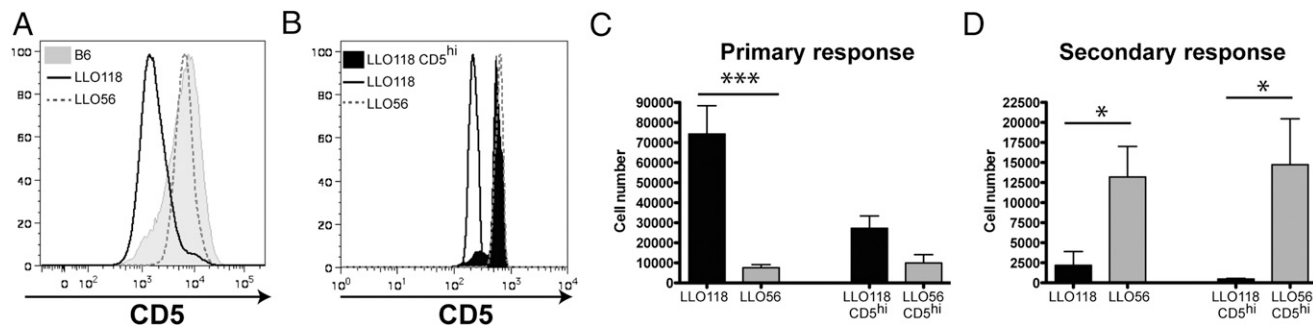 A
B6
LLO118
LLO56
100
80
60
40
20
0
0 10² 10³ 10⁴ 10⁵
CD5
B
LLO118 CD5ʰⁱ
LLO118
LLO56
100
80
60
40
20
0
10⁰ 10¹ 10² 10³ 10⁴
CD5
C
Primary response
***
Cell number
90000
80000
70000
60000
50000
40000
30000
20000
10000
0
LLO118 LLO56 LLO118 LLO56
CD5ʰⁱ CD5ʰⁱ
D
Secondary response
*
*
Cell number
22500
20000
17500
15000
12500
10000
7500
5000
2500
0
LLO118 LLO56 LLO118 LLO56
CD5ʰⁱ CD5ʰⁱ